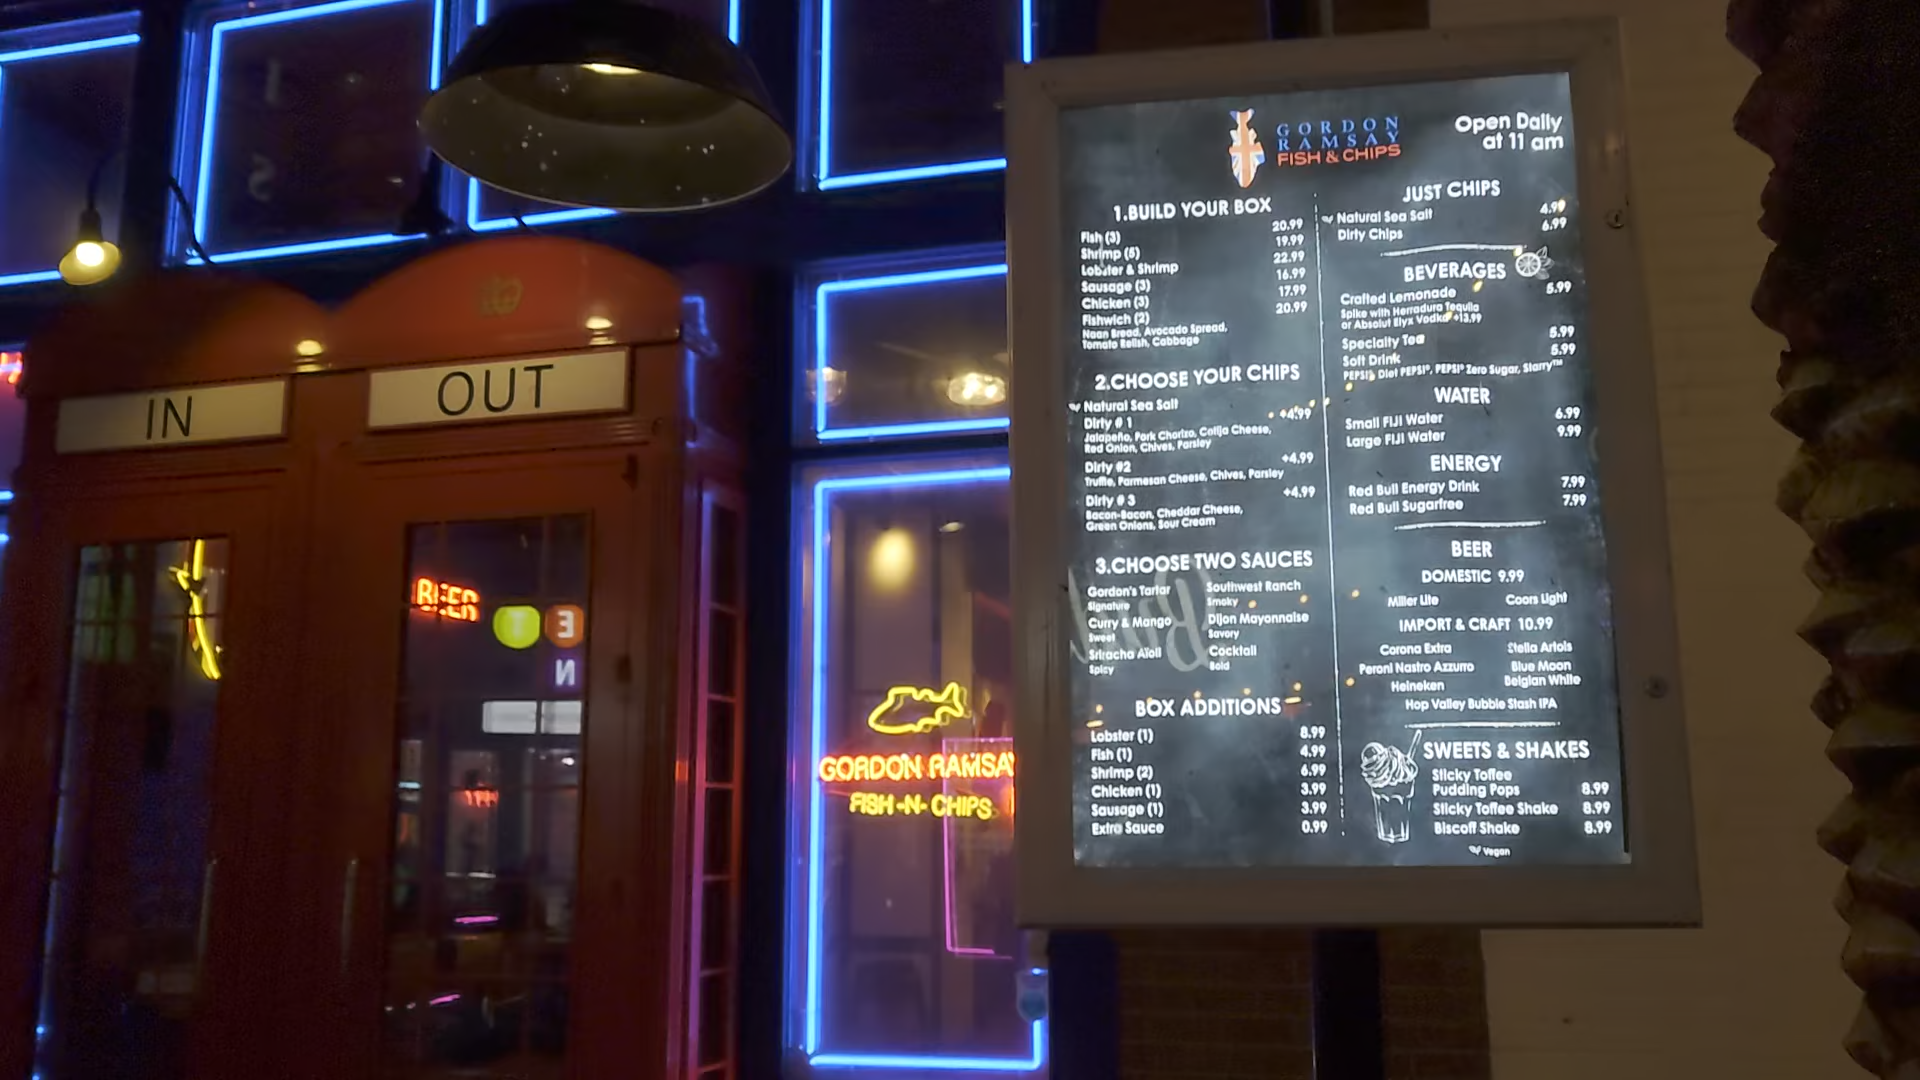 IN
OUT
BEER
GORDON RAMSAY
FISH-N-CHIPS
GORDON
RAMSAY
FISH & CHIPS
Open Daily
at 11 am
1.BUILD YOUR BOX
Fish (3) 20.99
Shrimp (5) 19.99
Lobster & Shrimp 22.99
Sausage (3) 16.99
Chicken (3) 17.99
Fishwich (2) 20.99
Naan Bread, Avocado Spread,
Tomato Relish, Cabbage
2.CHOOSE YOUR CHIPS
Natural Sea Salt
Dirty # 1 +4.99
Jalapeño, Pork Chorizo, Cotija Cheese,
Red Onion, Chives, Parsley
Dirty #2 +4.99
Truffle, Parmesan Cheese, Chives, Parsley
Dirty # 3 +4.99
Bacon-Bacon, Cheddar Cheese,
Green Onions, Sour Cream
3.CHOOSE TWO SAUCES
Gordon's Tartar
Signature
Curry & Mango
Sweet
Sriracha Aioli
Spicy
Southwest Ranch
Smoky
Dijon Mayonnaise
Savory
Cocktail
Bold
BOX ADDITIONS
Lobster (1) 8.99
Fish (1) 4.99
Shrimp (2) 6.99
Chicken (1) 3.99
Sausage (1) 3.99
Extra Sauce 0.99
JUST CHIPS
Natural Sea Salt 4.99
Dirty Chips 6.99
BEVERAGES
Crafted Lemonade 5.99
Spike with Herradura Tequila
or Absolut Elyx Vodka +13.99
Specialty Tea 5.99
Soft Drink 5.99
PEPSI®, Diet PEPSI®, PEPSI® Zero Sugar, Starry™
WATER
Small FIJI Water 6.99
Large FIJI Water 9.99
ENERGY
Red Bull Energy Drink 7.99
Red Bull Sugarfree 7.99
BEER
DOMESTIC 9.99
Miller Lite Coors Light
IMPORT & CRAFT 10.99
Corona Extra Stella Artois
Peroni Nastro Azzurro Blue Moon
Heineken Belgian White
Hop Valley Bubble Stash IPA
SWEETS & SHAKES
Sticky Toffee
Pudding Pops 8.99
Sticky Toffee Shake 8.99
Biscoff Shake 8.99
Vegan